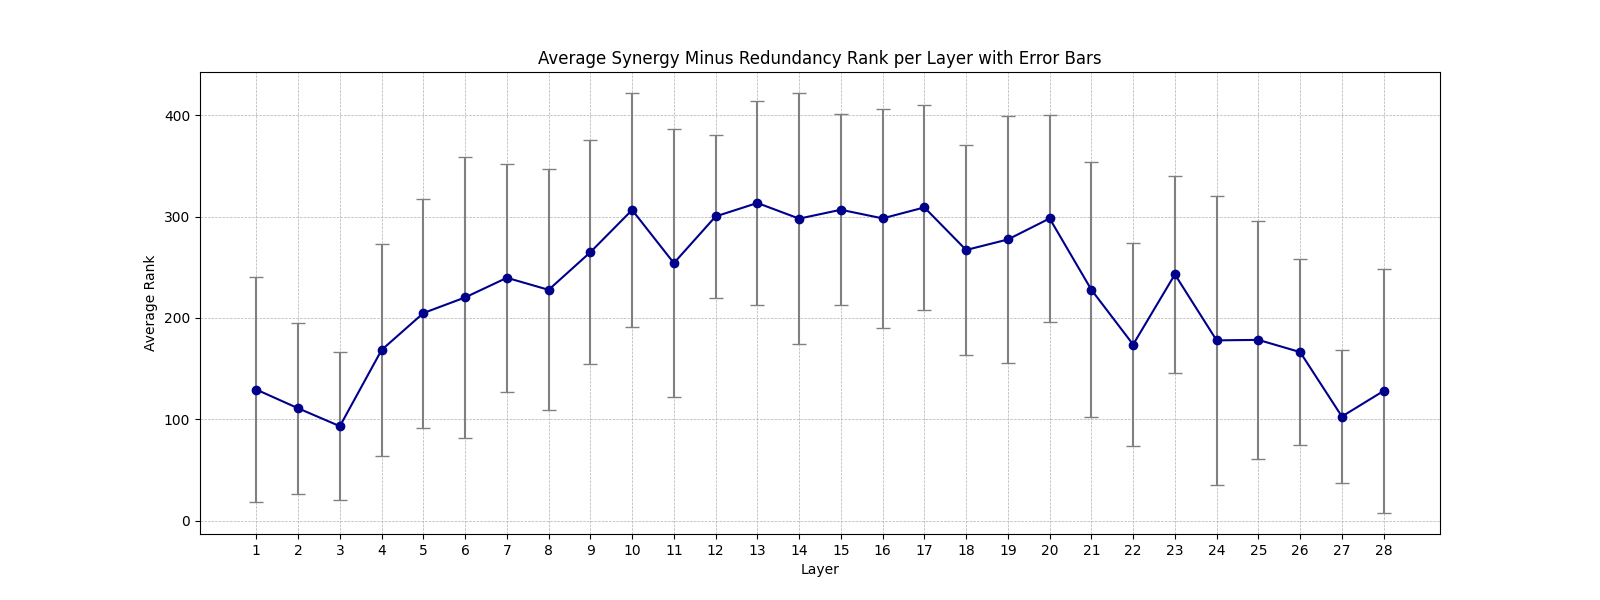 Average Synergy Minus Redundancy Rank per Layer with Error Bars
400
300
200
100
0
Average Rank
1 2 3 4 5 6 7 8 9 10 11 12 13 14 15 16 17 18 19 20 21 22 23 24 25 26 27 28
Layer